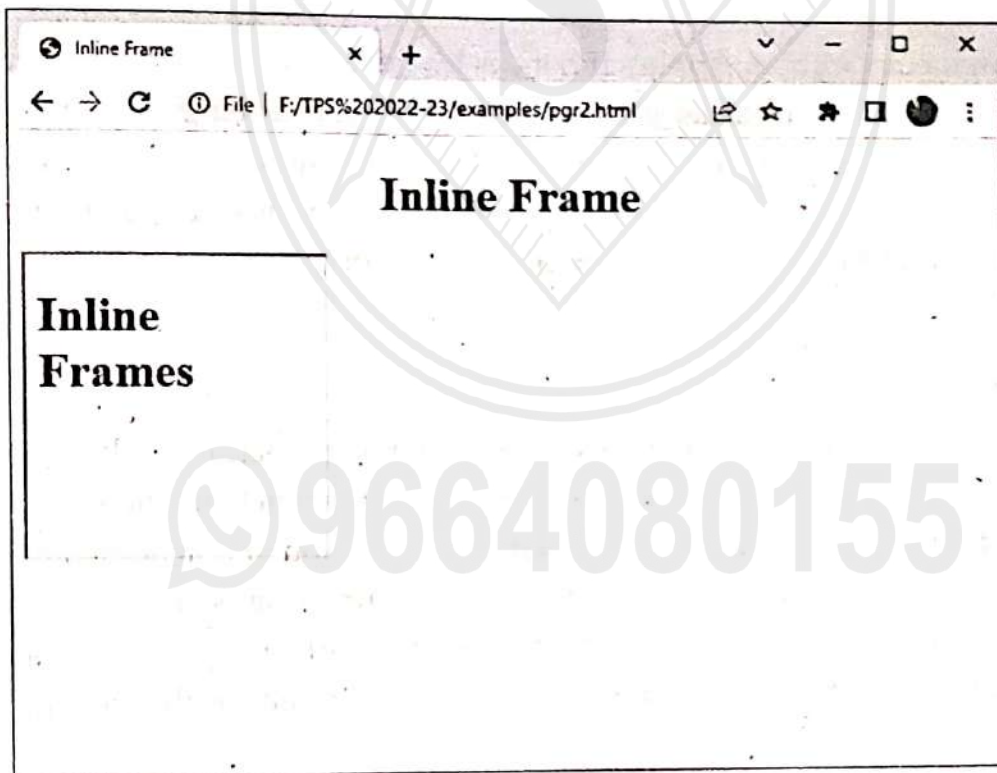 Inline Frame
File | F:/TPS%202022-23/examples/pgr2.html
Inline Frame
Inline
Frames
9664080155